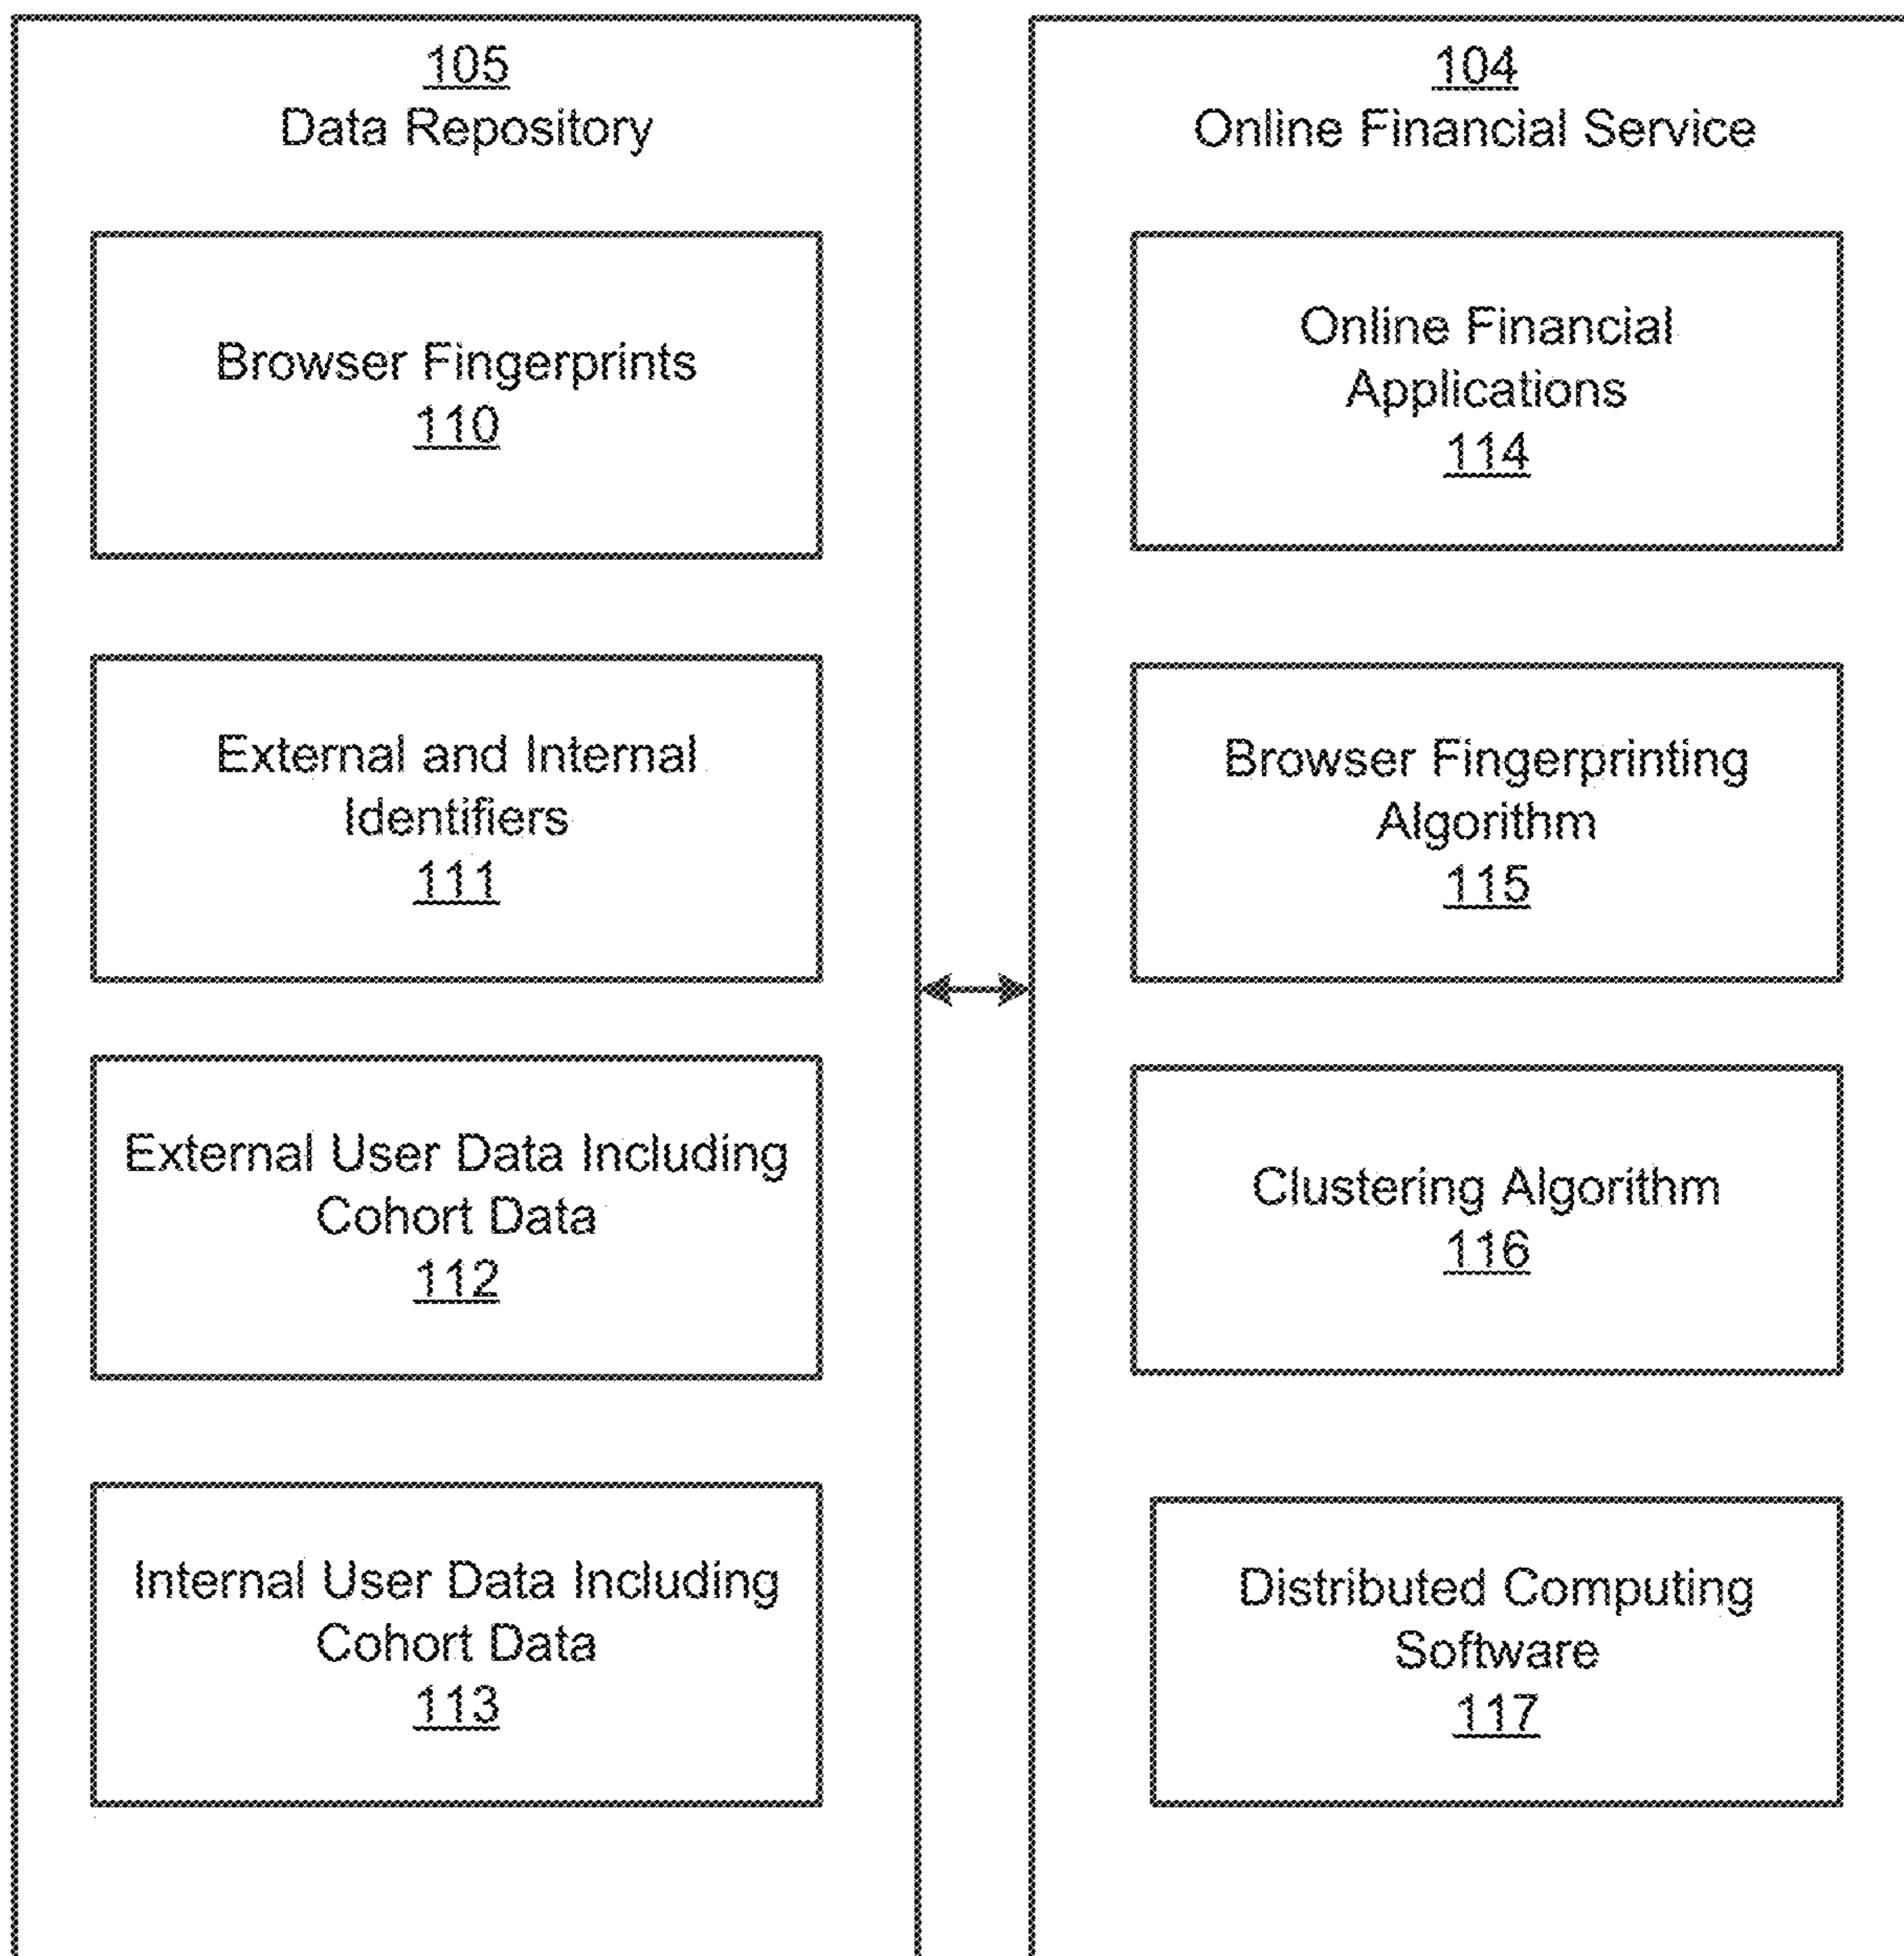 105
Data Repository
Browser Fingerprints
110
External and Internal
Identifiers
111
External User Data Including
Cohort Data
112
Internal User Data Including
Cohort Data
113
104
Online Financial Service
Online Financial
Applications
114
Browser Fingerprinting
Algorithm
115
Clustering Algorithm
116
Distributed Computing
Software
117